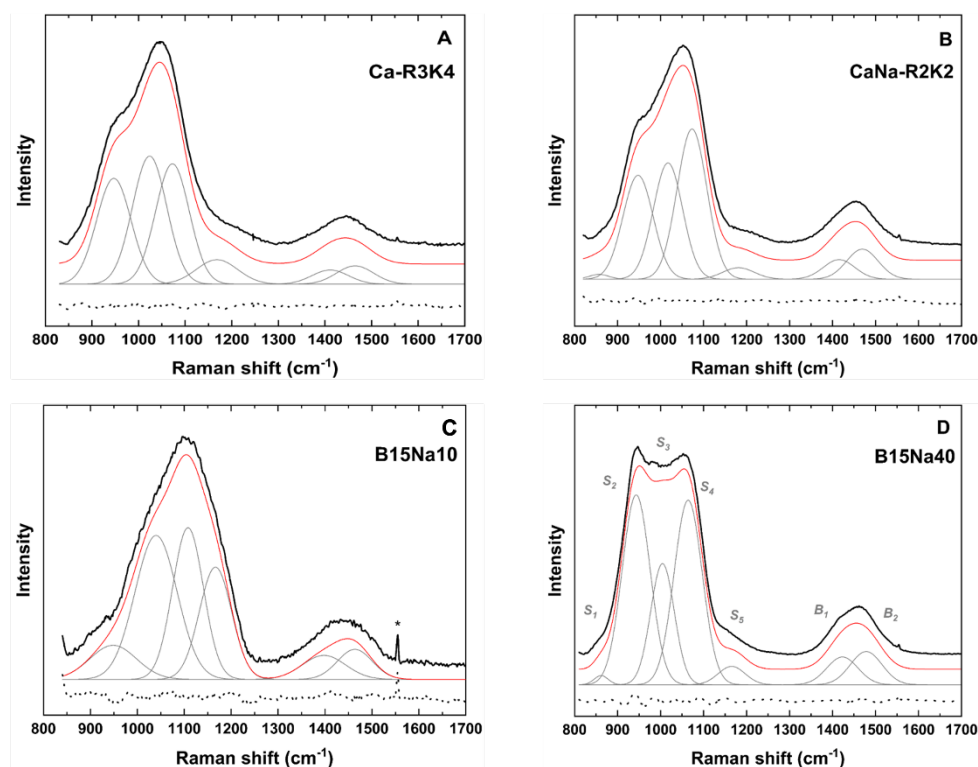 A
Ca-R3K4
Intensity
800 900 1000 1100 1200 1300 1400 1500 1600 1700
Raman shift (cm⁻¹)
B
CaNa-R2K2
Intensity
800 900 1000 1100 1200 1300 1400 1500 1600 1700
Raman shift (cm⁻¹)
C
B15Na10
*
Intensity
800 900 1000 1100 1200 1300 1400 1500 1600 1700
Raman shift (cm⁻¹)
D
B15Na40
S₁
S₂
S₃
S₄
S₅
B₁
B₂
Intensity
800 900 1000 1100 1200 1300 1400 1500 1600 1700
Raman shift (cm⁻¹)